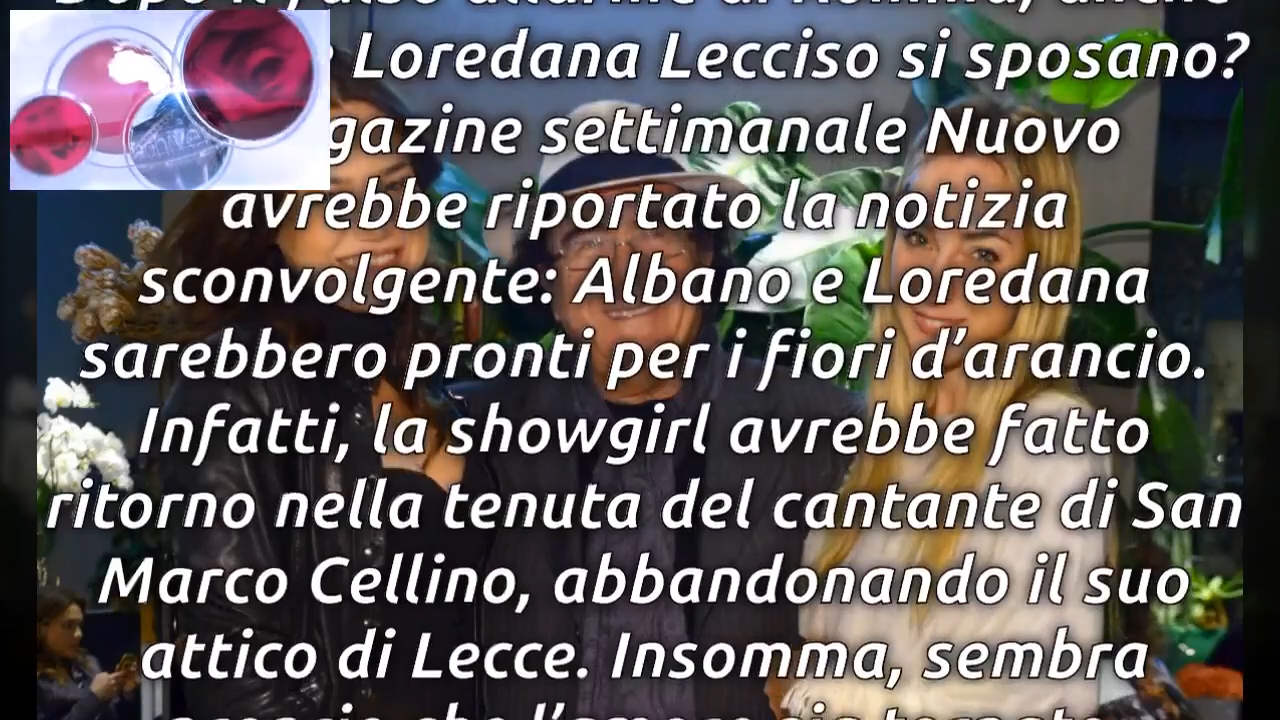 Loredana Lecciso si sposano?
gazine settimanale Nuovo
avrebbe riportato la notizia
sconvolgente: Albano e Loredana
sarebbero pronti per i fiori d’arancio.
Infatti, la showgirl avrebbe fatto
ritorno nella tenuta del cantante di San
Marco Cellino, abbandonando il suo
attico di Lecce. Insomma, sembra